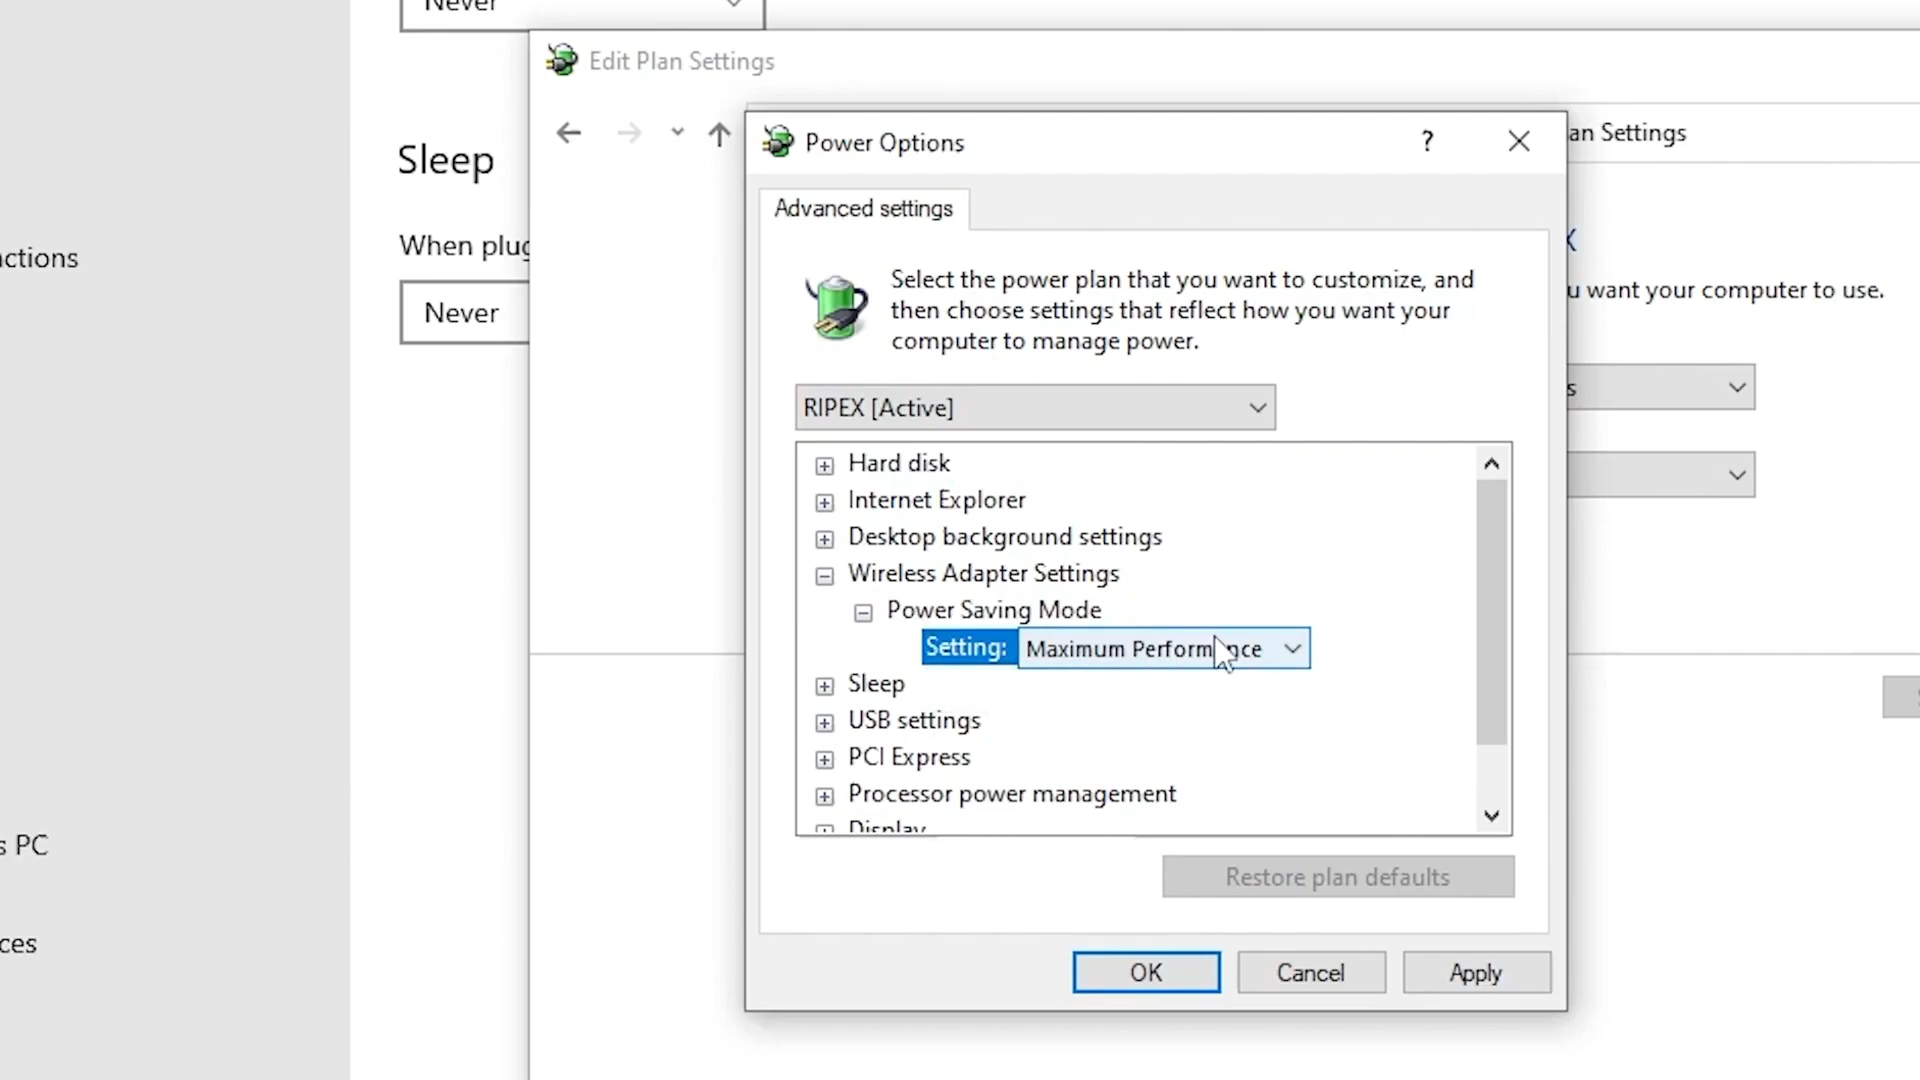 Never
Edit Plan Settings
Power Options
?
an Settings
Sleep
Advanced settings
When plug
ctions
Select the power plan that you want to customize, and
then choose settings that reflect how you want your
computer to manage power.
u want your computer to use.
Never
RIPEX [Active]
s
Hard disk
Internet Explorer
Desktop background settings
Wireless Adapter Settings
Power Saving Mode
Setting: Maximum Performance
Sleep
USB settings
PCI Express
Processor power management
Display
s PC
Restore plan defaults
ces
OK
Cancel
Apply